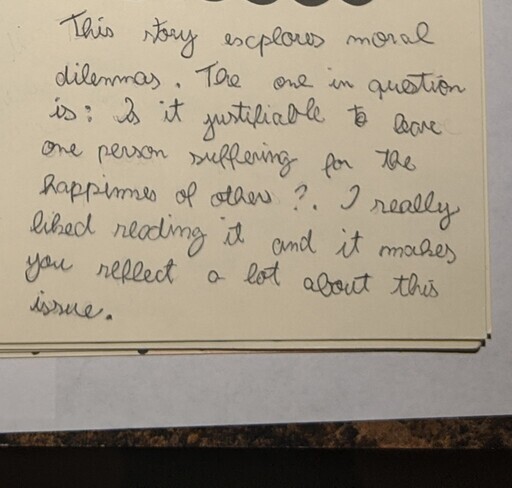 This story explores moral
dilemmas. The one in question
is: Is it justifiable to leave
one person suffering for the
happinnes of others?. I really
liked reading it and it makes
you reflect a lot about this
issue.